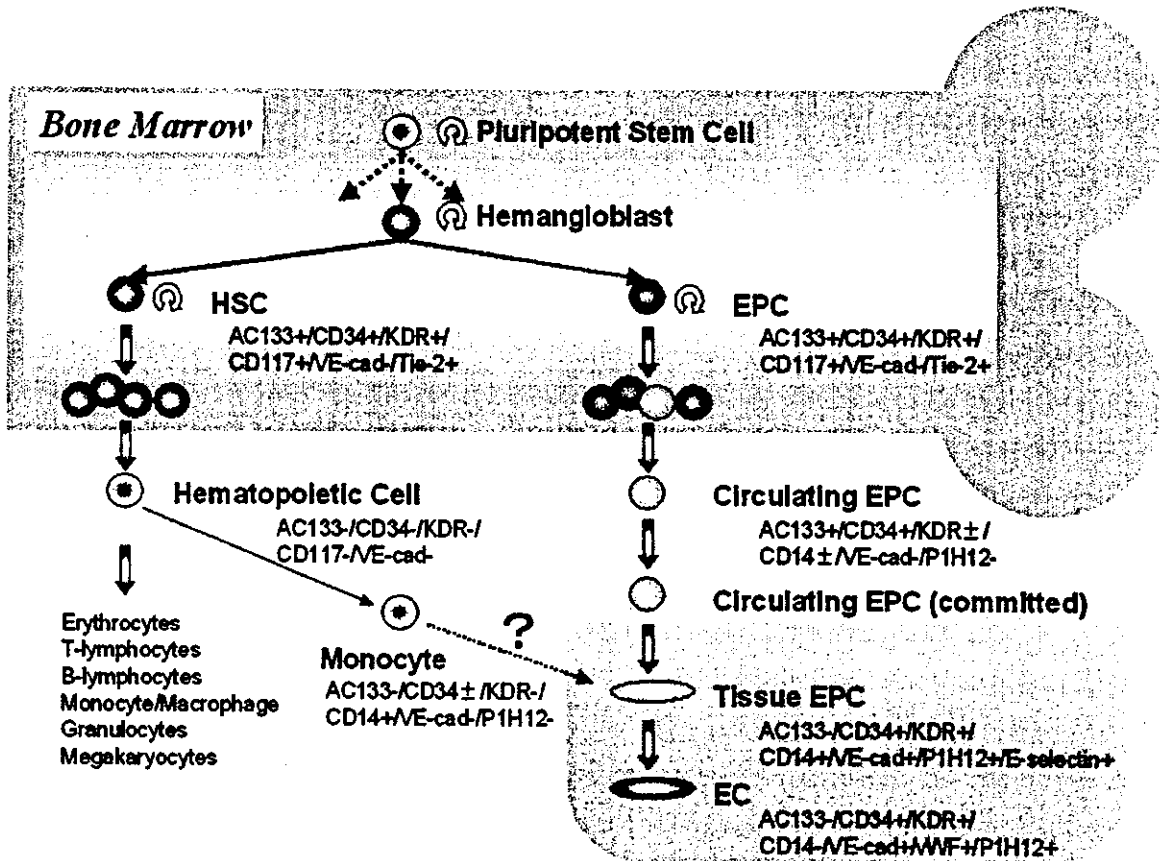 Bone Marrow
Pluripotent Stem Cell
Hemangloblast
HSC
AC133+/CD34+/KDR+/
CD117+/VE-cad-/Tie-2+
EPC
AC133+/CD34+/KDR+/
CD117+/VE-cad-/Tie-2+
Hematopoietic Cell
AC133-/CD34-/KDR-/
CD117-/VE-cad-
Circulating EPC
AC133+/CD34+/KDR±/
CD14±/VE-cad-/P1H12-
Circulating EPC (committed)
Erythrocytes
T-lymphocytes
B-lymphocytes
Monocyte/Macrophage
Granulocytes
Megakaryocytes
?
Monocyte
AC133-/CD34±/KDR-/
CD14+/VE-cad-/P1H12-
Tissue EPC
AC133-/CD34+/KDR+/
CD14+/VE-cad+/P1H12+/E-selectin+
EC
AC133-/CD34+/KDR+/
CD14-/VE-cad+/vWF+/P1H12+